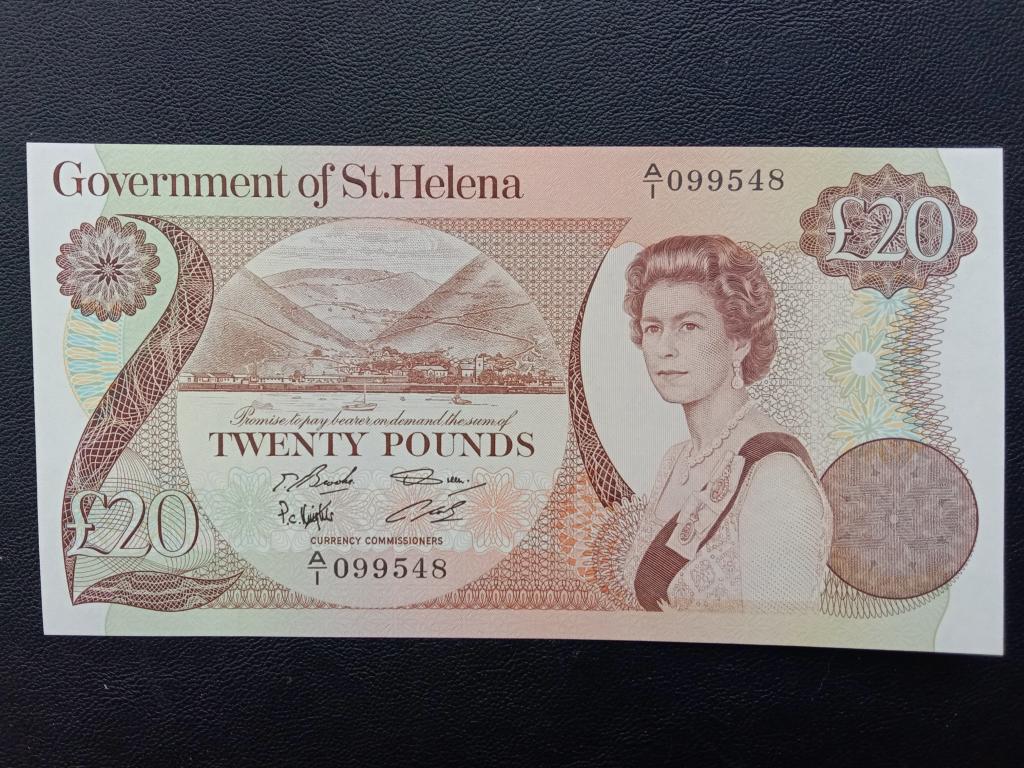 Government of St.Helena
A/1 099548
£20
Promise to pay bearer on demand the sum of
TWENTY POUNDS
P.C. Knights
CURRENCY COMMISSIONERS
£20
A/1 099548